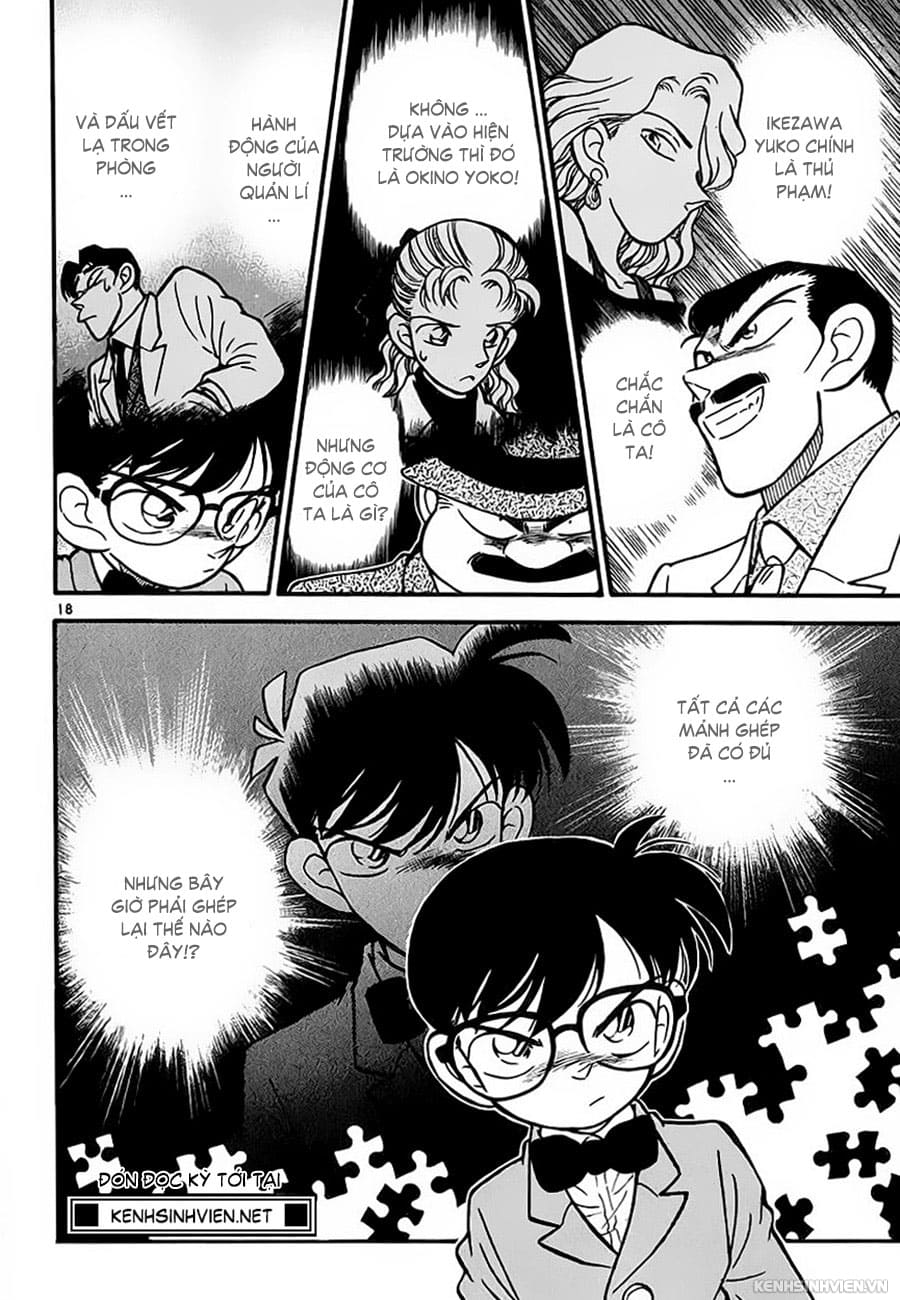 IKEZAWA
YUKO CHÍNH
LÀ THỦ
PHẠM!
CHẮC
CHẮN
LÀ CÔ
TA!
KHÔNG ...
DỰA VÀO HIỆN
TRƯỜNG THÌ ĐÓ
LÀ OKINO YOKO!
NHƯNG
ĐỘNG CƠ
CỦA CÔ
TA LÀ GÌ?
HÀNH
ĐỘNG CỦA
NGƯỜI
QUẢN LÍ
...
VÀ DẤU VẾT
LẠ TRONG
PHÒNG
...
18
TẤT CẢ CÁC
MẢNH GHÉP
ĐÃ CÓ ĐỦ
...
NHƯNG BÂY
GIỜ PHẢI GHÉP
LẠI THẾ NÀO
ĐÂY!?
ĐÓN ĐỌC KỲ TỚI TẠI
KENHSINHVIEN.NET
KENHSINHVIEN.VN